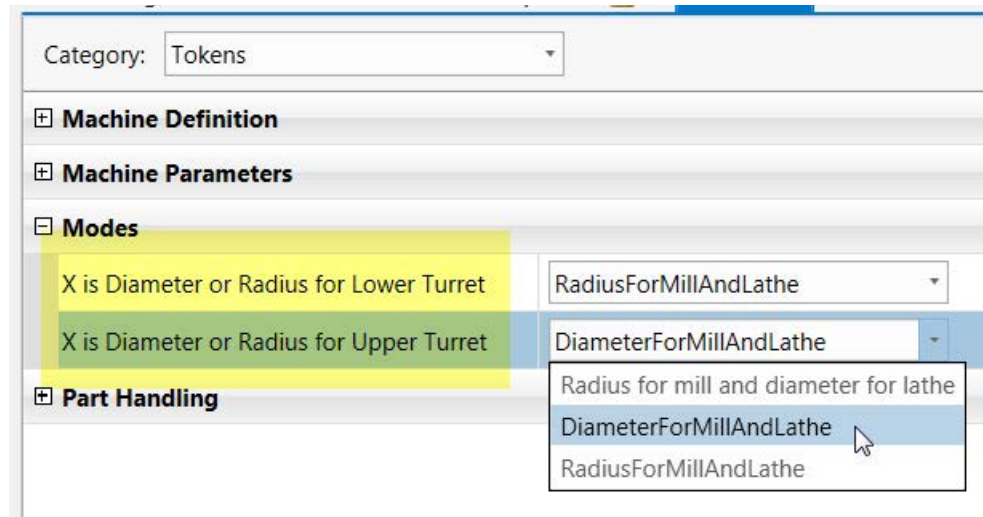 Category: Tokens
Machine Definition
Machine Parameters
Modes
X is Diameter or Radius for Lower Turret RadiusForMillAndLathe
X is Diameter or Radius for Upper Turret DiameterForMillAndLathe
Part Handling
Radius for mill and diameter for lathe
DiameterForMillAndLathe
RadiusForMillAndLathe